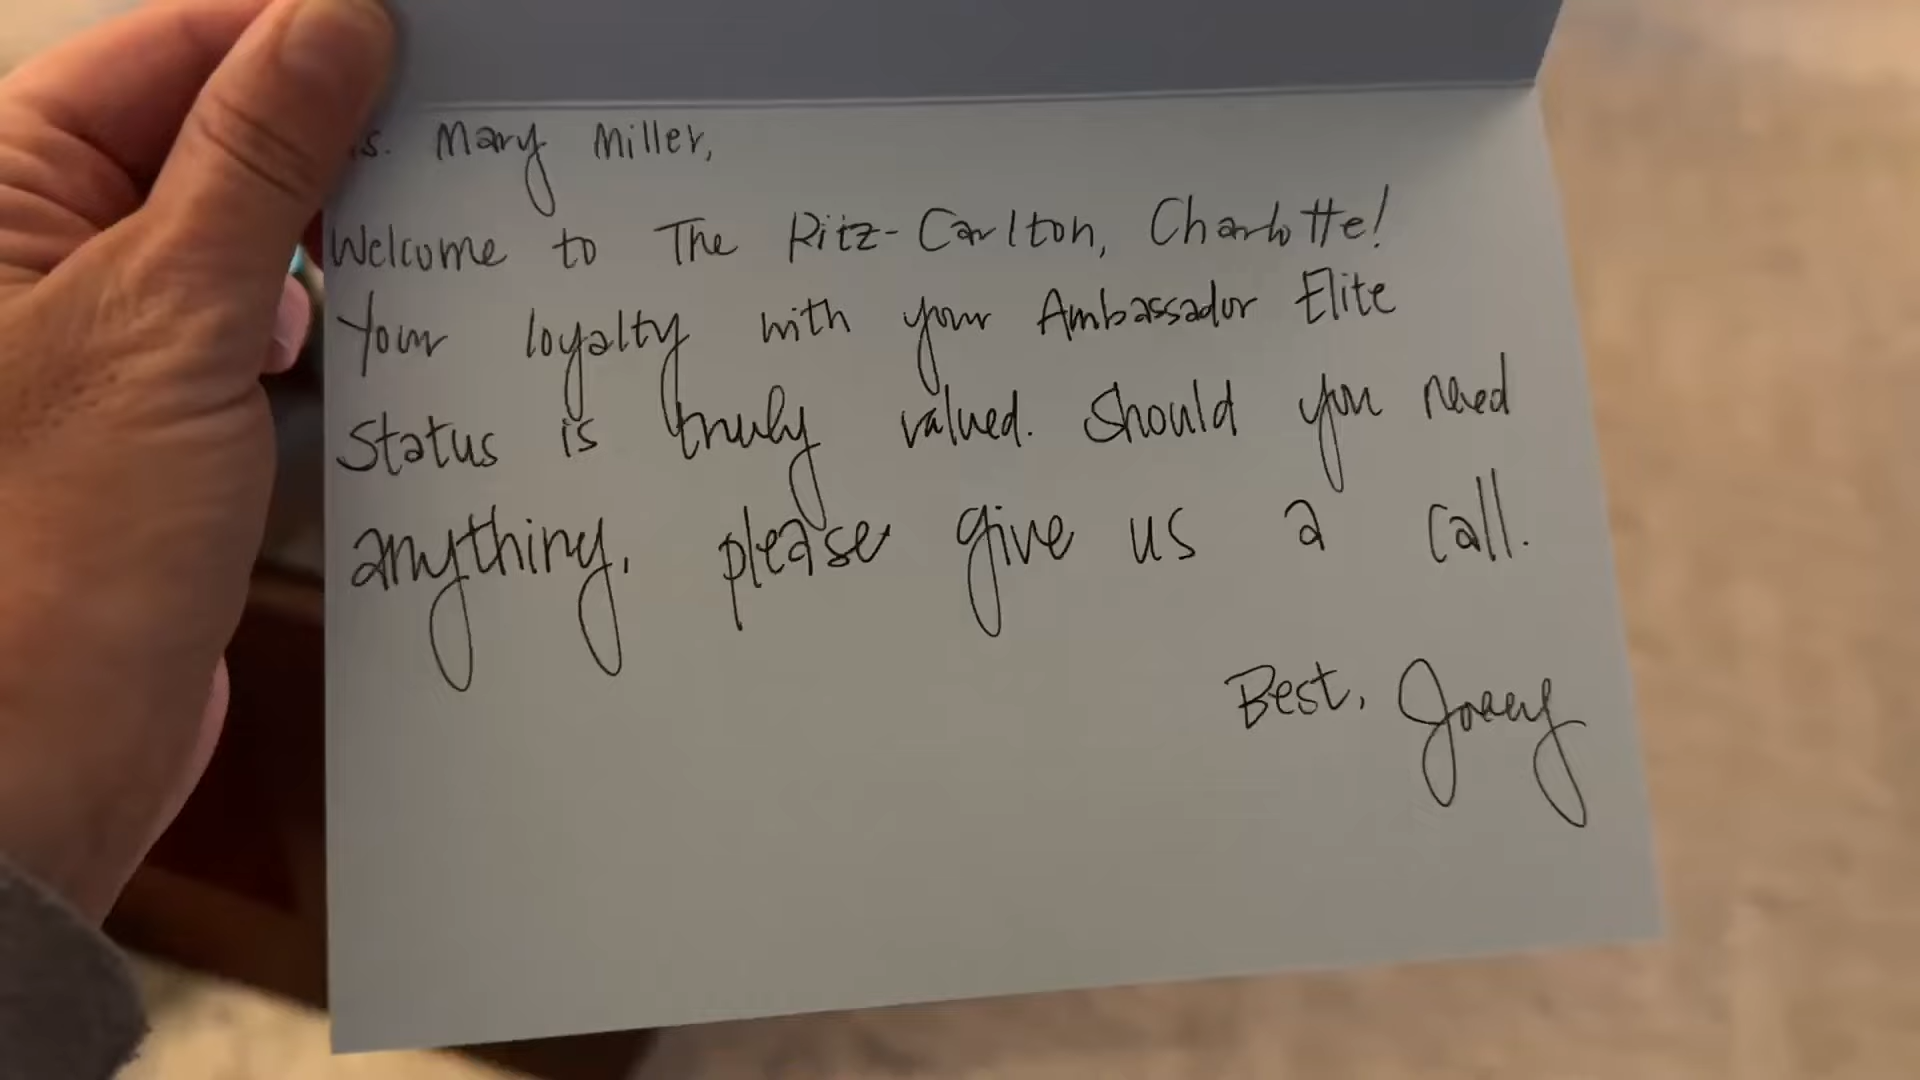 s. Mary Miller,
Welcome to The Ritz-Carlton, Charlotte!
Your loyalty with your Ambassador Elite
Status is truly valued. Should you need
anything, please give us a call.
Best, Joeey